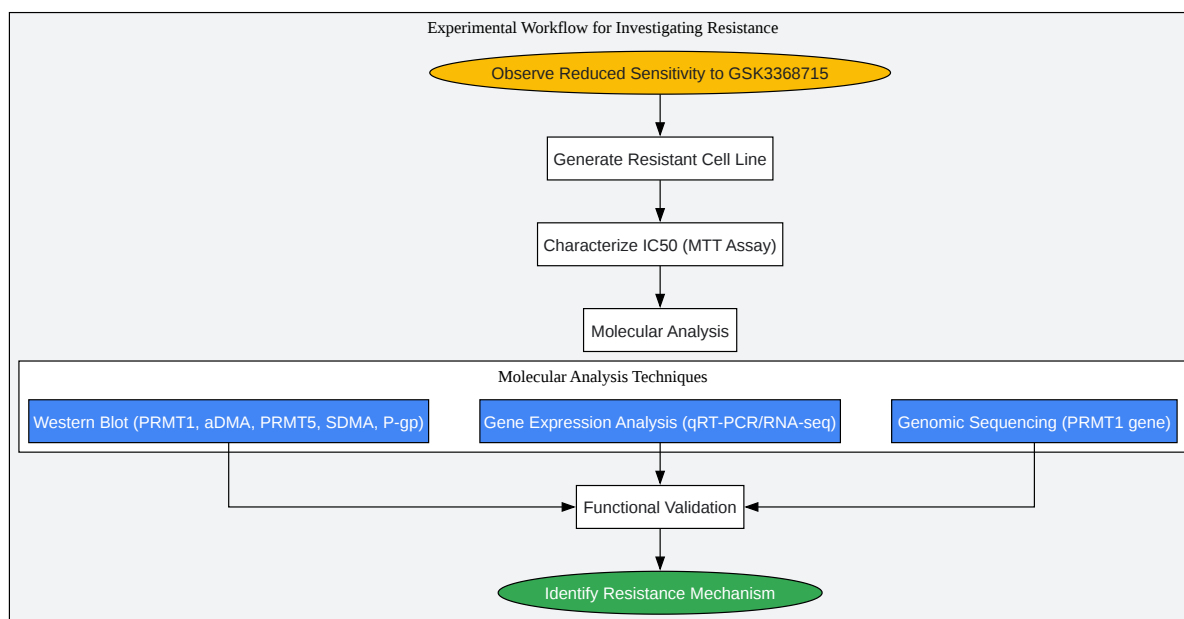 Experimental Workflow for Investigating Resistance
Observe Reduced Sensitivity to GSK3368715
Generate Resistant Cell Line
Characterize IC50 (MTT Assay)
Molecular Analysis
Molecular Analysis Techniques
Western Blot (PRMT1, aDMA, PRMT5, SDMA, P-gp)
Gene Expression Analysis (qRT-PCR/RNA-seq)
Genomic Sequencing (PRMT1 gene)
Functional Validation
Identify Resistance Mechanism